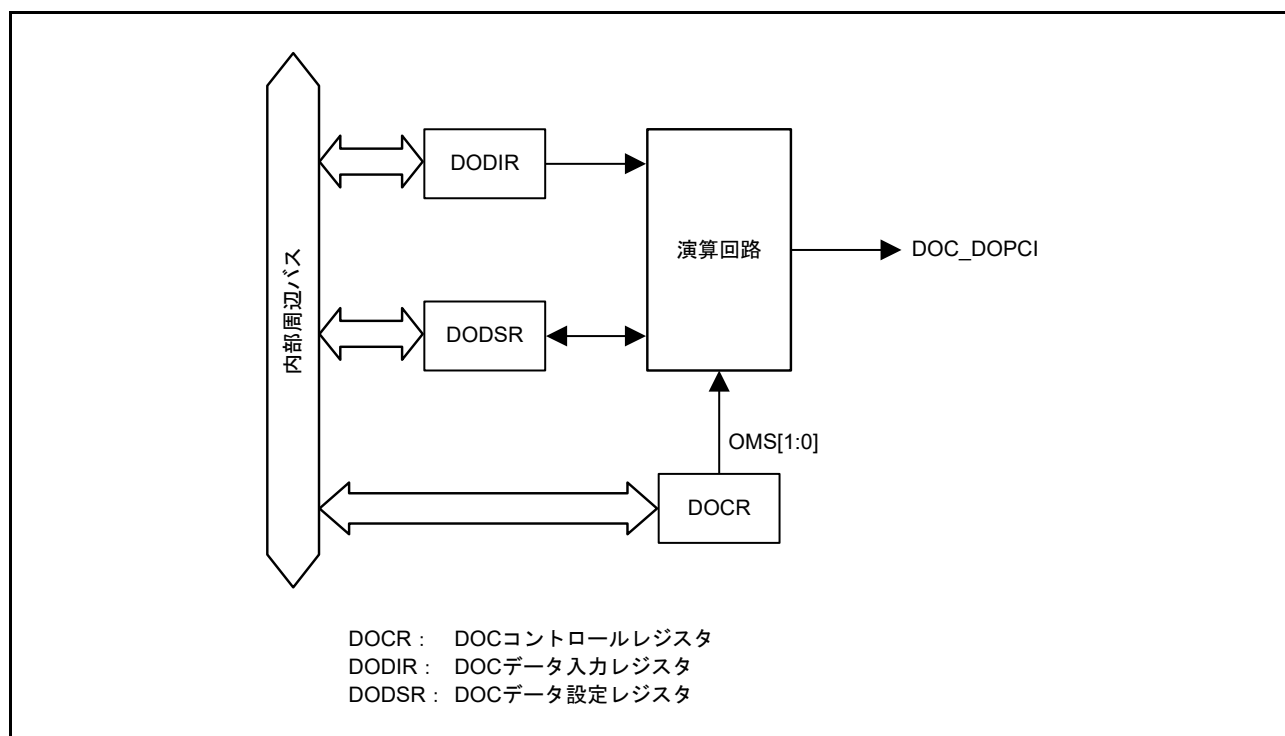 内部周辺バス
DODIR
演算回路
DOC_DOPCI
DODSR
OMS[1:0]
DOCR
DOCR： DOCコントロールレジスタ
DODIR： DOCデータ入力レジスタ
DODSR： DOCデータ設定レジスタ